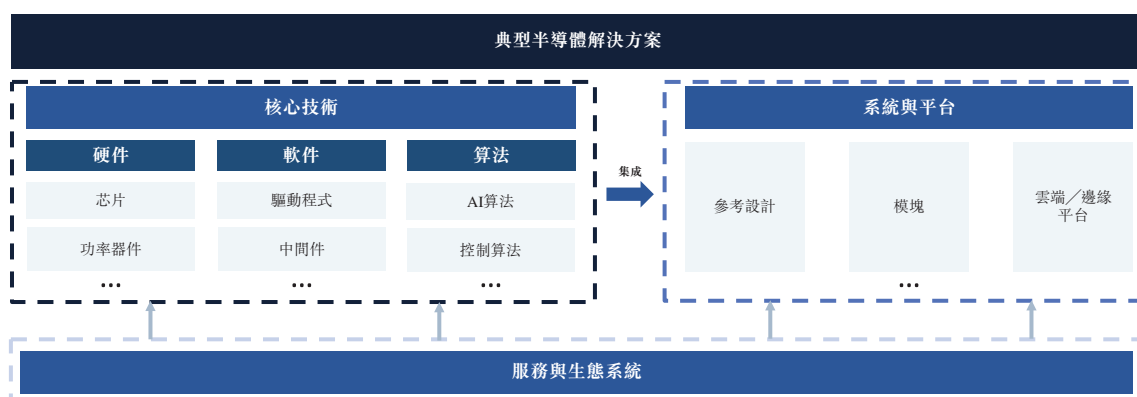 典型半導體解決方案
核心技術
系統與平台
硬件
軟件
算法
集成
芯片
驅動程式
AI算法
參考設計
模塊
雲端／邊緣
平台
功率器件
中間件
控制算法
...
...
...
...
服務與生態系統